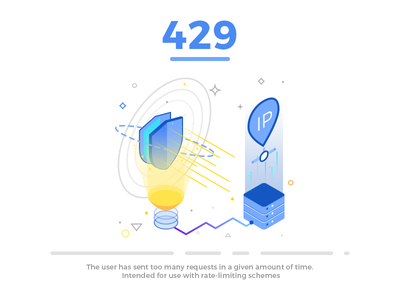 429
IP
The user has sent too many requests in a given amount of time.
Intended for use with rate-limiting schemes